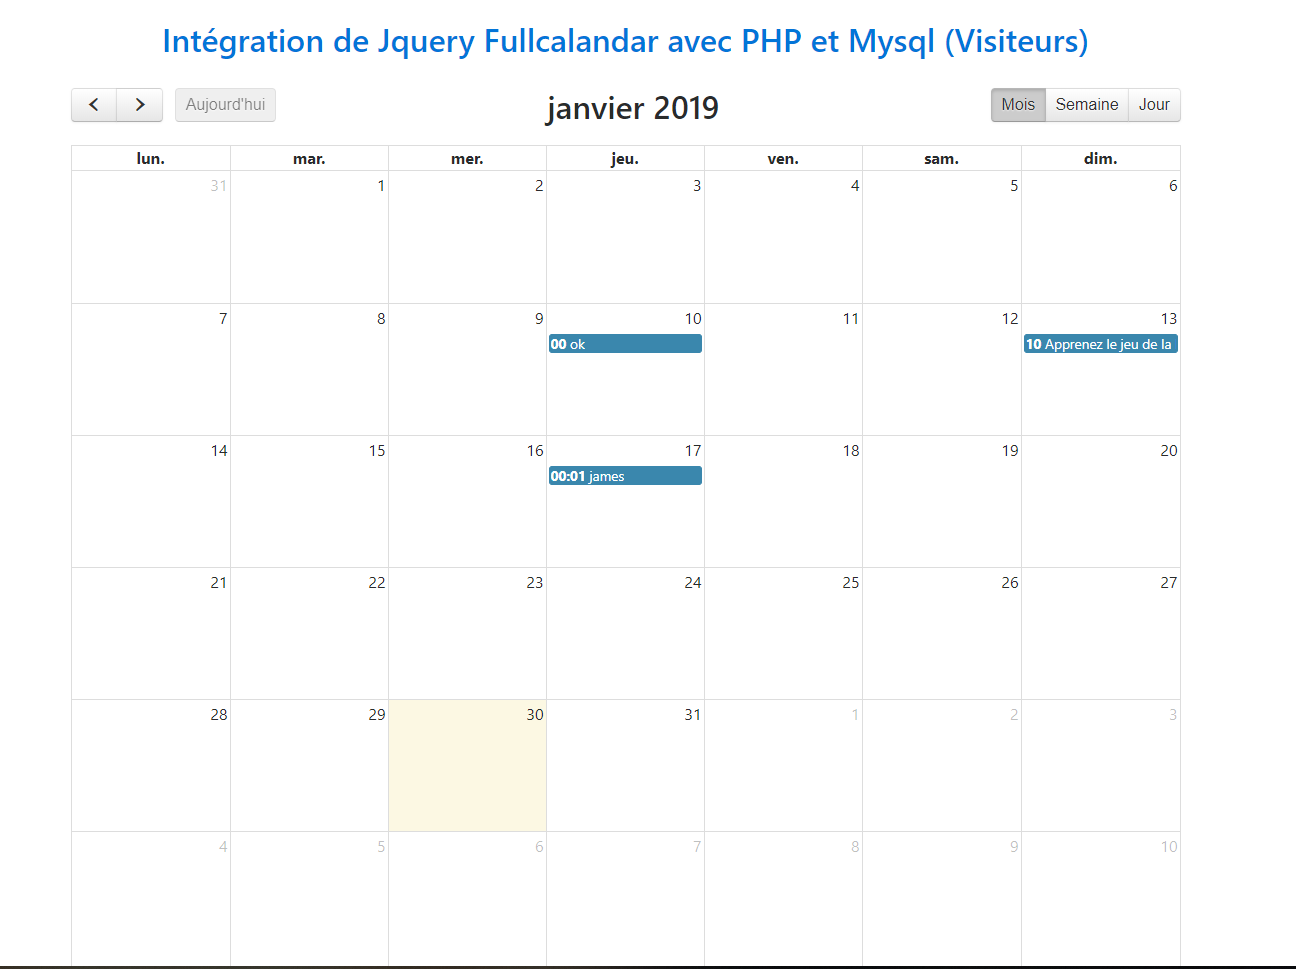 Intégration de Jquery Fullcalandar avec PHP et Mysql (Visiteurs)
Aujourd'hui janvier 2019 Mois Semaine Jour
lun. mar. mer. jeu. ven. sam. dim.
31 1 2 3 4 5 6
7 8 9 10 11 12 13
00 ok 10 Apprenez le jeu de la
14 15 16 17 18 19 20
00:01 james
21 22 23 24 25 26 27
28 29 30 31 1 2 3
4 5 6 7 8 9 10